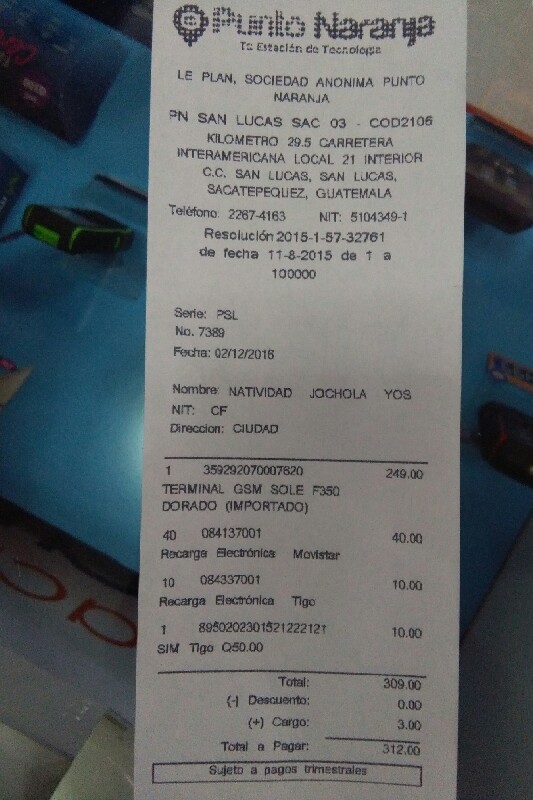 Punto Naranja
Tu Estación de Tecnología
LE PLAN, SOCIEDAD ANONIMA PUNTO
NARANJA
PN SAN LUCAS SAC 03 - COD2105
KILOMETRO 29.5 CARRETERA
INTERAMERICANA LOCAL 21 INTERIOR
C.C. SAN LUCAS, SAN LUCAS,
SACATEPEQUEZ, GUATEMALA
Teléfono: 2267-4163 NIT: 5104349-1
Resolución 2015-1-57-32761
de fecha 11-8-2015 de 1 a
100000
Serie: PSL
No. 7389
Fecha: 02/12/2016
Nombre: NATIVIDAD JOCHOLA YOS
NIT: CF
Direccion: CIUDAD
1 359292070007820 249.00
TERMINAL GSM SOLE F350
DORADO (IMPORTADO)
40 084137001 40.00
Recarga Electrónica Movistar
10 084337001 10.00
Recarga Electrónica Tigo
1 8950202301521222121 10.00
SIM Tigo Q50.00
Total: 309.00
(-) Descuento: 0.00
(+) Cargo: 3.00
Total a Pagar: 312.00
Sujeto a pagos trimestrales